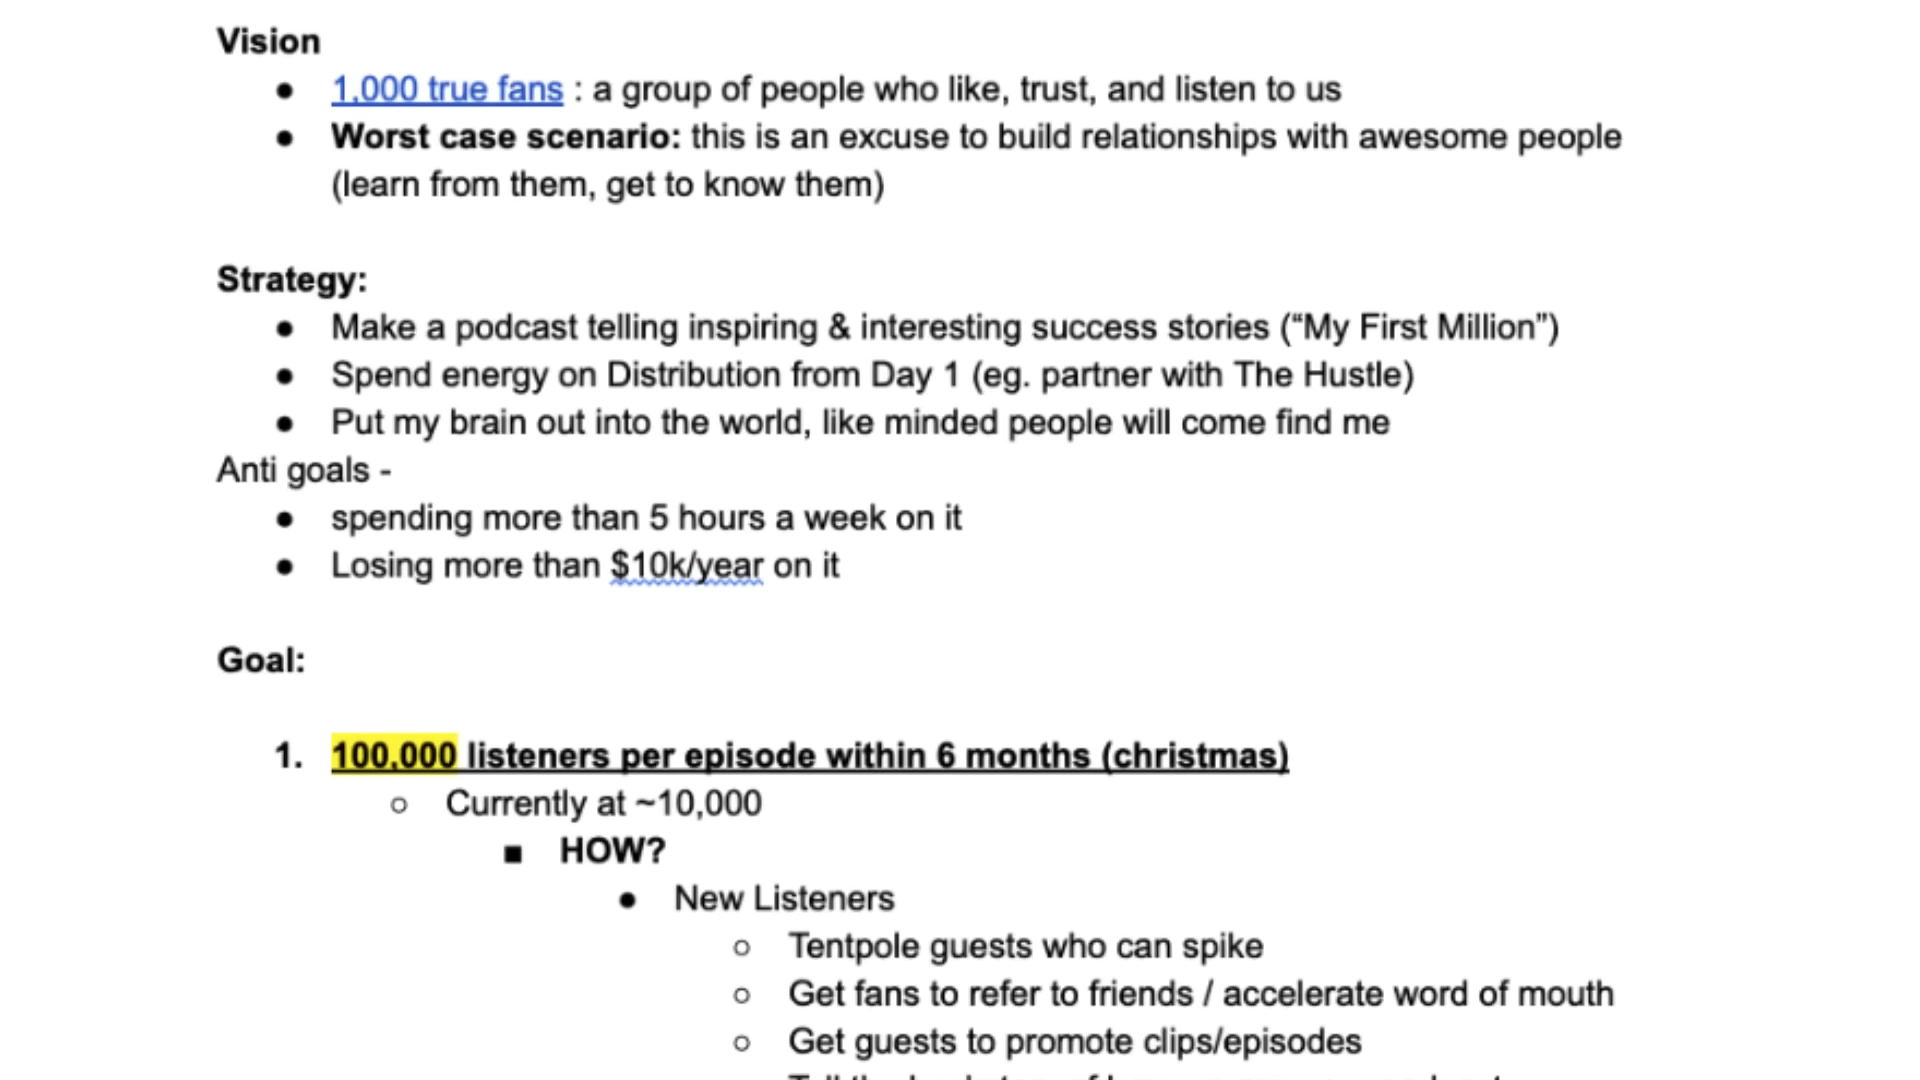 Vision
● 1,000 true fans : a group of people who like, trust, and listen to us
● Worst case scenario: this is an excuse to build relationships with awesome people
(learn from them, get to know them)
Strategy:
● Make a podcast telling inspiring & interesting success stories (“My First Million”)
● Spend energy on Distribution from Day 1 (eg. partner with The Hustle)
● Put my brain out into the world, like minded people will come find me
Anti goals -
● spending more than 5 hours a week on it
● Losing more than $10k/year on it
Goal:
1. 100,000 listeners per episode within 6 months (christmas)
○ Currently at ~10,000
■ HOW?
● New Listeners
○ Tentpole guests who can spike
○ Get fans to refer to friends / accelerate word of mouth
○ Get guests to promote clips/episodes